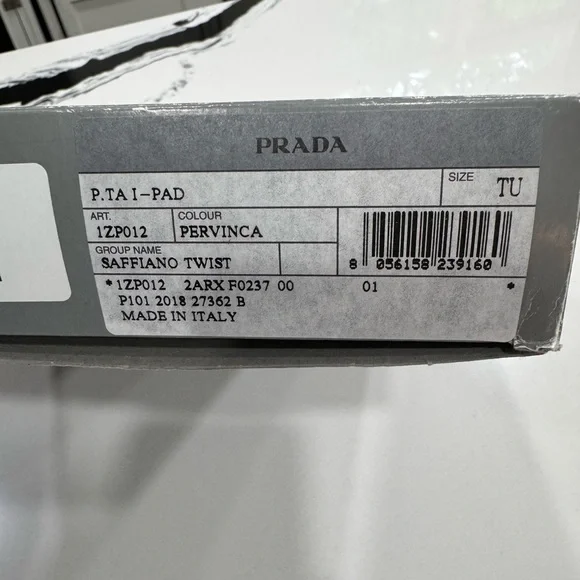 PRADA
P.TA I-PAD
SIZE
TU
ART.
1ZP012
COLOUR
PERVINCA
GROUP NAME
SAFFIANO TWIST
8 056158 239160
*1ZP012 2ARX F0237 00 01 *
P101 2018 27362 B
MADE IN ITALY